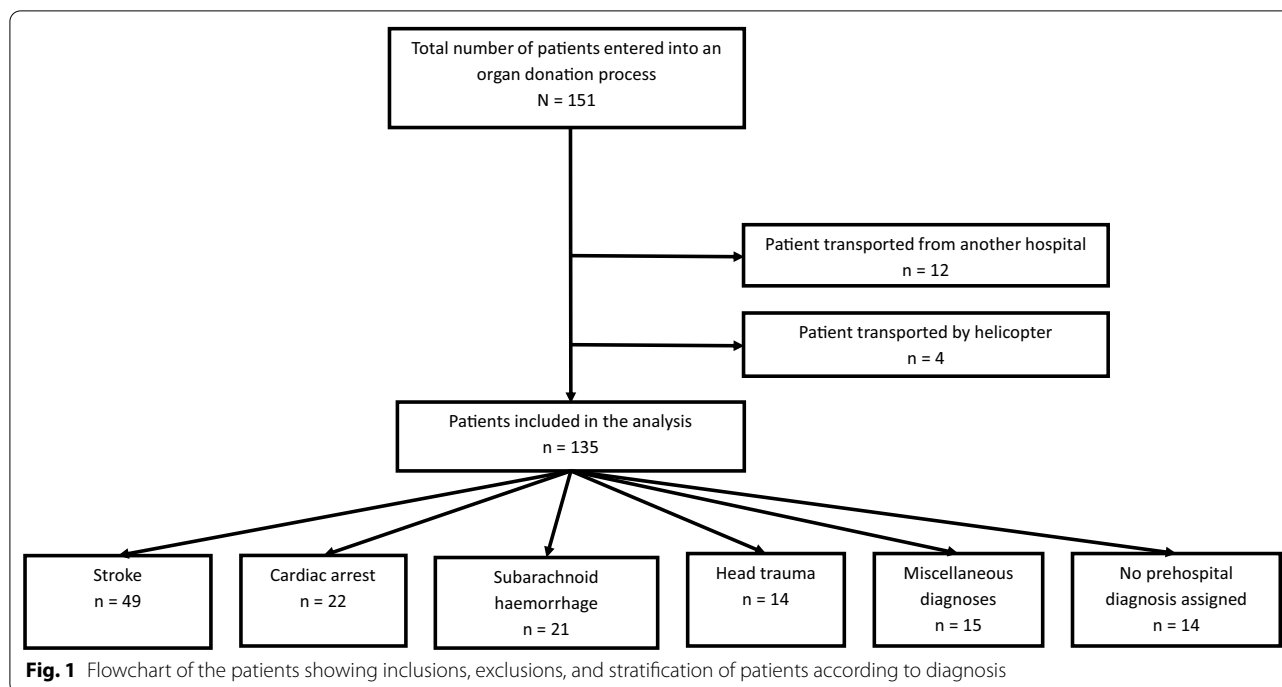 Total number of patients entered into an
organ donation process
N = 151
Patient transported from another hospital
n = 12
Patient transported by helicopter
n = 4
Patients included in the analysis
n = 135
Stroke
n = 49
Cardiac arrest
n = 22
Subarachnoid
haemorrhage
n = 21
Head trauma
n = 14
Miscellaneous
diagnoses
n = 15
No prehospital
diagnosis assigned
n = 14
Fig. 1 Flowchart of the patients showing inclusions, exclusions, and stratification of patients according to diagnosis